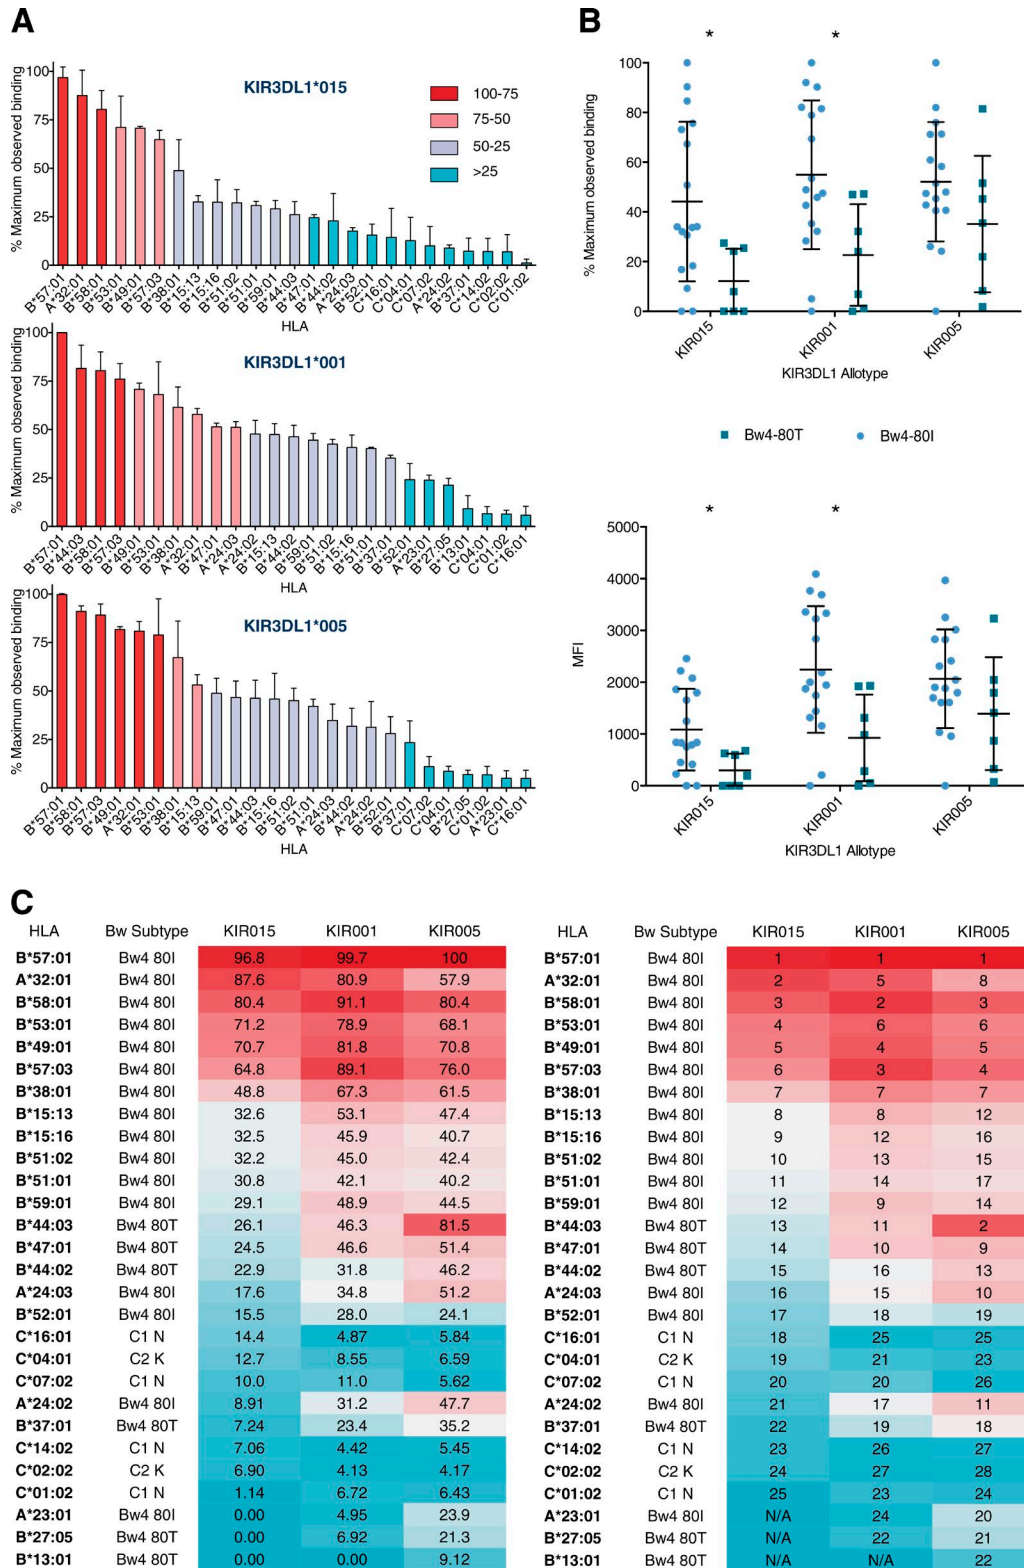 A
KIR3DL1*015
% Maximum observed binding
100
75
50
25
0
100-75
75-50
50-25
>25
B*57:01 A*32:01 B*58:01 B*53:01 B*49:01 B*57:03 B*38:01 B*15:13 B*15:16 B*51:02 B*51:01 B*59:01 B*44:03 B*47:01 B*44:02 A*24:03 B*52:01 C*16:01 C*04:01 C*07:02 A*24:02 B*37:01 C*14:02 C*02:02 C*01:02
HLA
KIR3DL1*001
% Maximum observed binding
100
75
50
25
0
B*57:01 B*44:03 B*58:01 B*57:03 B*49:01 B*53:01 B*38:01 A*32:01 B*47:01 A*24:03 A*24:02 B*15:13 B*44:02 B*59:01 B*51:02 B*15:16 B*51:01 B*37:01 B*52:01 A*23:01 B*27:05 B*13:01 C*04:01 C*01:02 C*16:01
HLA
KIR3DL1*005
% Maximum observed binding
100
75
50
25
0
B*57:01 B*58:01 B*57:03 B*49:01 A*32:01 B*53:01 B*38:01 B*15:13 B*59:01 B*47:01 B*44:03 B*15:16 B*51:02 B*51:01 A*24:03 B*44:02 A*24:02 B*52:01 B*37:01 C*07:02 C*04:01 B*27:05 C*01:02 A*23:01 C*16:01
HLA
B
* *
% Maximum observed binding
100
80
60
40
20
0
KIR015 KIR001 KIR005
KIR3DL1 Allotype
Bw4-80T Bw4-80I
* *
MFI
5000
4000
3000
2000
1000
0
KIR015 KIR001 KIR005
KIR3DL1 Allotype
C
HLA Bw Subtype KIR015 KIR001 KIR005
B*57:01 Bw4 80I 96.8 99.7 100
A*32:01 Bw4 80I 87.6 80.9 57.9
B*58:01 Bw4 80I 80.4 91.1 80.4
B*53:01 Bw4 80I 71.2 78.9 68.1
B*49:01 Bw4 80I 70.7 81.8 70.8
B*57:03 Bw4 80I 64.8 89.1 76.0
B*38:01 Bw4 80I 48.8 67.3 61.5
B*15:13 Bw4 80I 32.6 53.1 47.4
B*15:16 Bw4 80I 32.5 45.9 40.7
B*51:02 Bw4 80I 32.2 45.0 42.4
B*51:01 Bw4 80I 30.8 42.1 40.2
B*59:01 Bw4 80I 29.1 48.9 44.5
B*44:03 Bw4 80T 26.1 46.3 81.5
B*47:01 Bw4 80T 24.5 46.6 51.4
B*44:02 Bw4 80T 22.9 31.8 46.2
A*24:03 Bw4 80I 17.6 34.8 51.2
B*52:01 Bw4 80I 15.5 28.0 24.1
C*16:01 C1 N 14.4 4.87 5.84
C*04:01 C2 K 12.7 8.55 6.59
C*07:02 C1 N 10.0 11.0 5.62
A*24:02 Bw4 80I 8.91 31.2 47.7
B*37:01 Bw4 80T 7.24 23.4 35.2
C*14:02 C1 N 7.06 4.42 5.45
C*02:02 C2 K 6.90 4.13 4.17
C*01:02 C1 N 1.14 6.72 6.43
A*23:01 Bw4 80I 0.00 4.95 23.9
B*27:05 Bw4 80T 0.00 6.92 21.3
B*13:01 Bw4 80T 0.00 0.00 9.12
HLA Bw Subtype KIR015 KIR001 KIR005
B*57:01 Bw4 80I 1 1 1
A*32:01 Bw4 80I 2 5 8
B*58:01 Bw4 80I 3 2 3
B*53:01 Bw4 80I 4 6 6
B*49:01 Bw4 80I 5 4 5
B*57:03 Bw4 80I 6 3 4
B*38:01 Bw4 80I 7 7 7
B*15:13 Bw4 80I 8 8 12
B*15:16 Bw4 80I 9 12 16
B*51:02 Bw4 80I 10 13 15
B*51:01 Bw4 80I 11 14 17
B*59:01 Bw4 80I 12 9 14
B*44:03 Bw4 80T 13 11 2
B*47:01 Bw4 80T 14 10 9
B*44:02 Bw4 80T 15 16 13
A*24:03 Bw4 80I 16 15 10
B*52:01 Bw4 80I 17 18 19
C*16:01 C1 N 18 25 25
C*04:01 C2 K 19 21 23
C*07:02 C1 N 20 20 26
A*24:02 Bw4 80I 21 17 11
B*37:01 Bw4 80T 22 19 18
C*14:02 C1 N 23 26 27
C*02:02 C2 K 24 27 28
C*01:02 C1 N 25 23 24
A*23:01 Bw4 80I N/A 24 20
B*27:05 Bw4 80T N/A 22 21
B*13:01 Bw4 80T N/A N/A 22